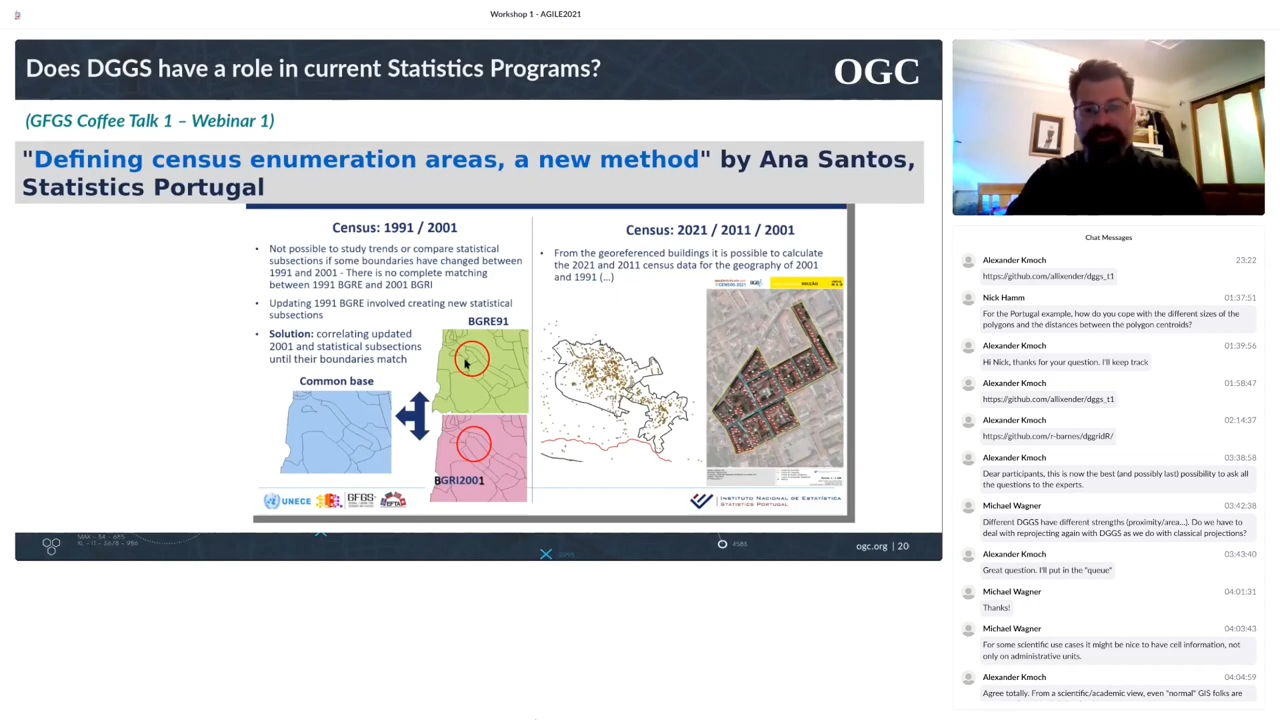 Workshop 1 - AGILE2021
Does DGGS have a role in current Statistics Programs?
OGC
(GFGS Coffee Talk 1 – Webinar 1)
"Defining census enumeration areas, a new method" by Ana Santos,
Statistics Portugal
Census: 1991 / 2001
• Not possible to study trends or compare statistical
subsections if some boundaries have changed between
1991 and 2001 - There is no complete matching
between 1991 BGRE and 2001 BGRI
• Updating 1991 BGRE involved creating new statistical
subsections
• Solution: correlating updated
2001 and statistical subsections
until their boundaries match
BGRE91
Common base
BGRI2001
UNECE
GFGS
EFTA
Census: 2021 / 2011 / 2001
• From the georeferenced buildings it is possible to calculate
the 2021 and 2011 census data for the geography of 2001
and 1991 (...)
INSTITUTO NACIONAL DE ESTATÍSTICA
STATISTICS PORTUGAL
4586
ogc.org | 20
Chat Messages
Alexander Kmoch 23:22
https://github.com/allixender/dggs_t1
Nick Hamm 01:37:51
For the Portugal example, how do you cope with the different sizes of the
polygons and the distances between the polygon centroids?
Alexander Kmoch 01:39:56
Hi Nick, thanks for your question. I'll keep track
Alexander Kmoch 01:58:47
https://github.com/allixender/dggs_t1
Alexander Kmoch 02:14:37
https://github.com/r-barnes/dggridR/
Alexander Kmoch 03:38:58
Dear participants, this is now the best (and possibly last) possibility to ask all
the questions to the experts.
Michael Wagner 03:42:38
Different DGGS have different strengths (proximity/area...). Do we have to
deal with reprojecting again with DGGS as we do with classical projections?
Alexander Kmoch 03:43:40
Great question. I'll put in the "queue"
Michael Wagner 04:01:31
Thanks!
Michael Wagner 04:03:43
For some scientific use cases it might be nice to have cell information, not
only on administrative units.
Alexander Kmoch 04:04:59
Agree totally. From a scientific/academic view, even "normal" GIS folks are